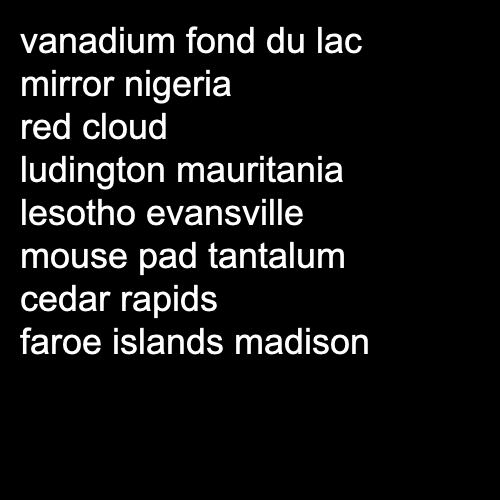 vanadium fond du lac
mirror nigeria
red cloud
ludington mauritania
lesotho evansville
mouse pad tantalum
cedar rapids
faroe islands madison